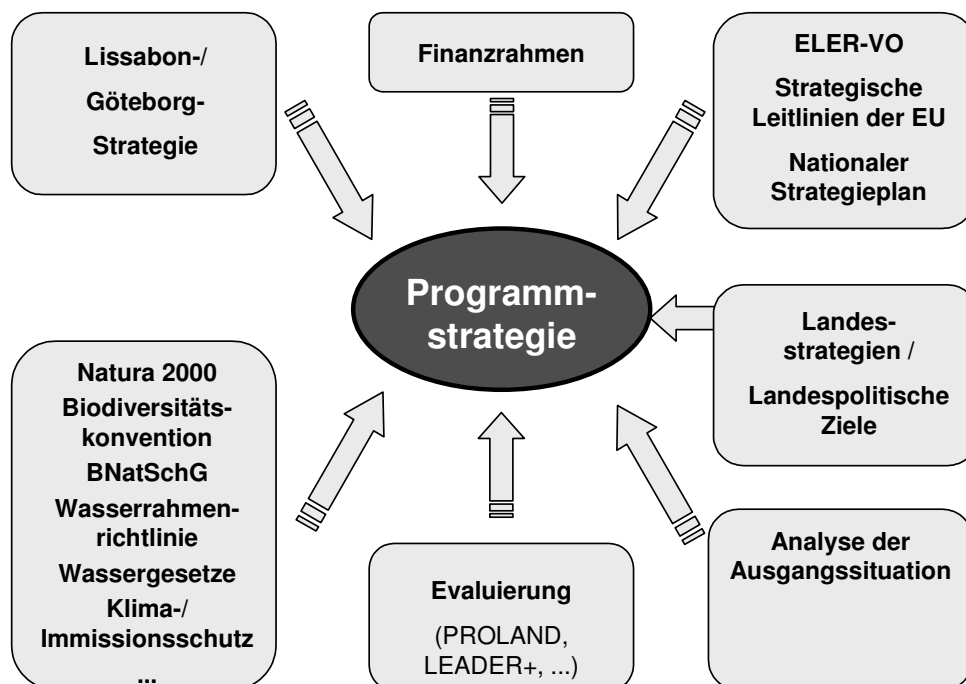 Lissabon-/
Göteborg-
Strategie
Finanzrahmen
ELER-VO
Strategische
Leitlinien der EU
Nationaler
Strategieplan
Programm-
strategie
Landes-
strategien /
Landespolitische
Ziele
Natura 2000
Biodiversitäts-
konvention
BNatSchG
Wasserrahmen-
richtlinie
Wassergesetze
Klima-/
Immissionsschutz
...
Evaluierung
(PROLAND,
LEADER+, ...)
Analyse der
Ausgangssituation